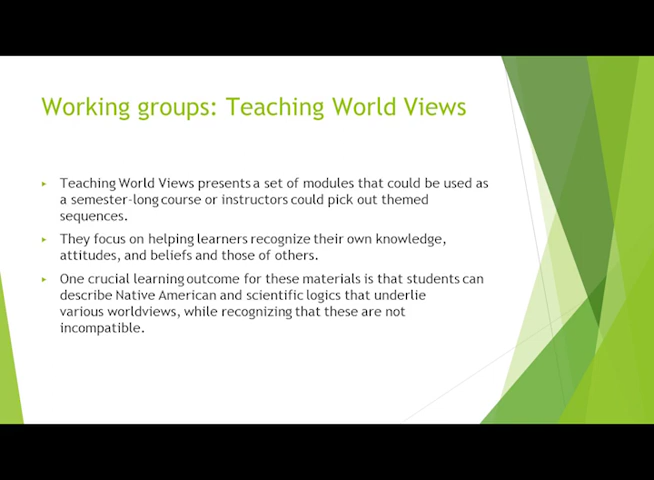 Working groups: Teaching World Views
Teaching World Views presents a set of modules that could be used as
a semester-long course or instructors could pick out themed
sequences.
They focus on helping learners recognize their own knowledge,
attitudes, and beliefs and those of others.
One crucial learning outcome for these materials is that students can
describe Native American and scientific logics that underlie
various worldviews, while recognizing that these are not
incompatible.